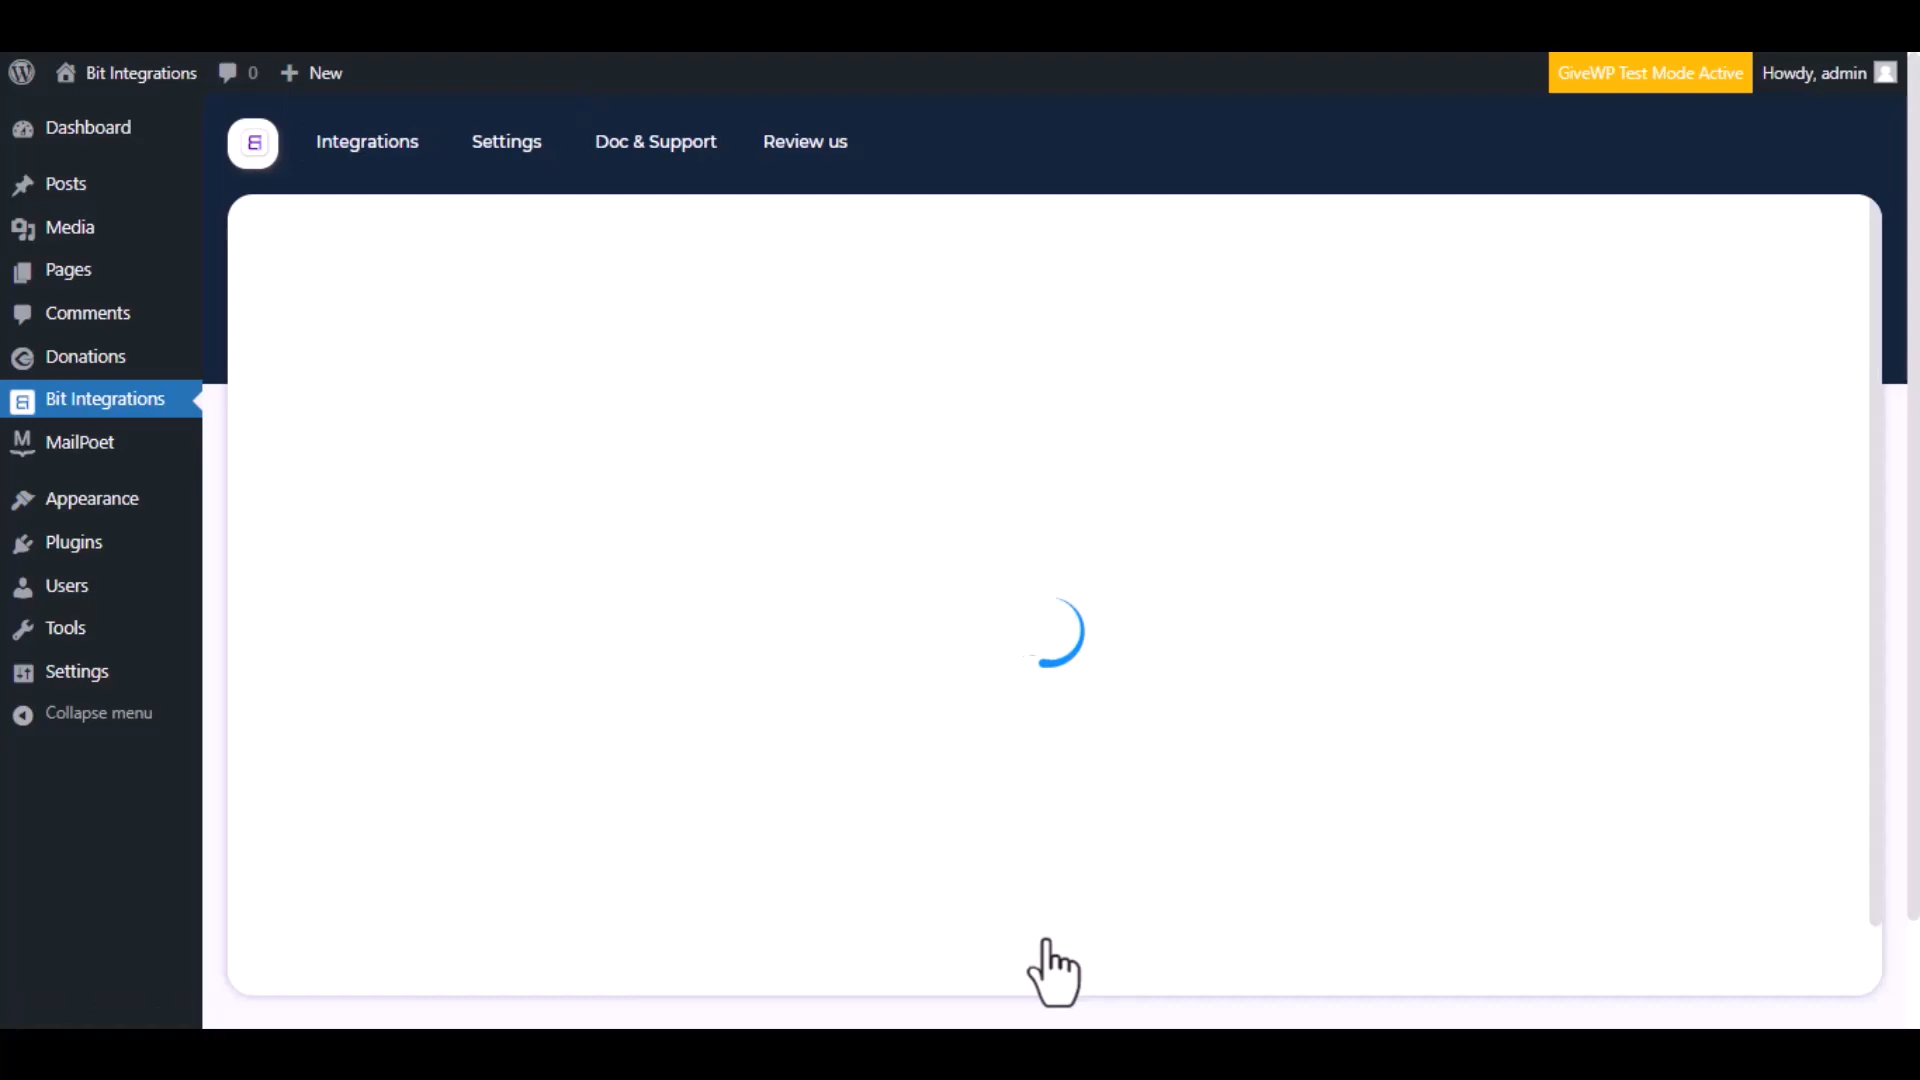 Bit Integrations
0
New
GiveWP Test Mode Active
Howdy, admin
Integrations
Settings
Doc & Support
Review us
Dashboard
Posts
Media
Pages
Comments
Donations
Bit Integrations
MailPoet
Appearance
Plugins
Users
Tools
Settings
Collapse menu